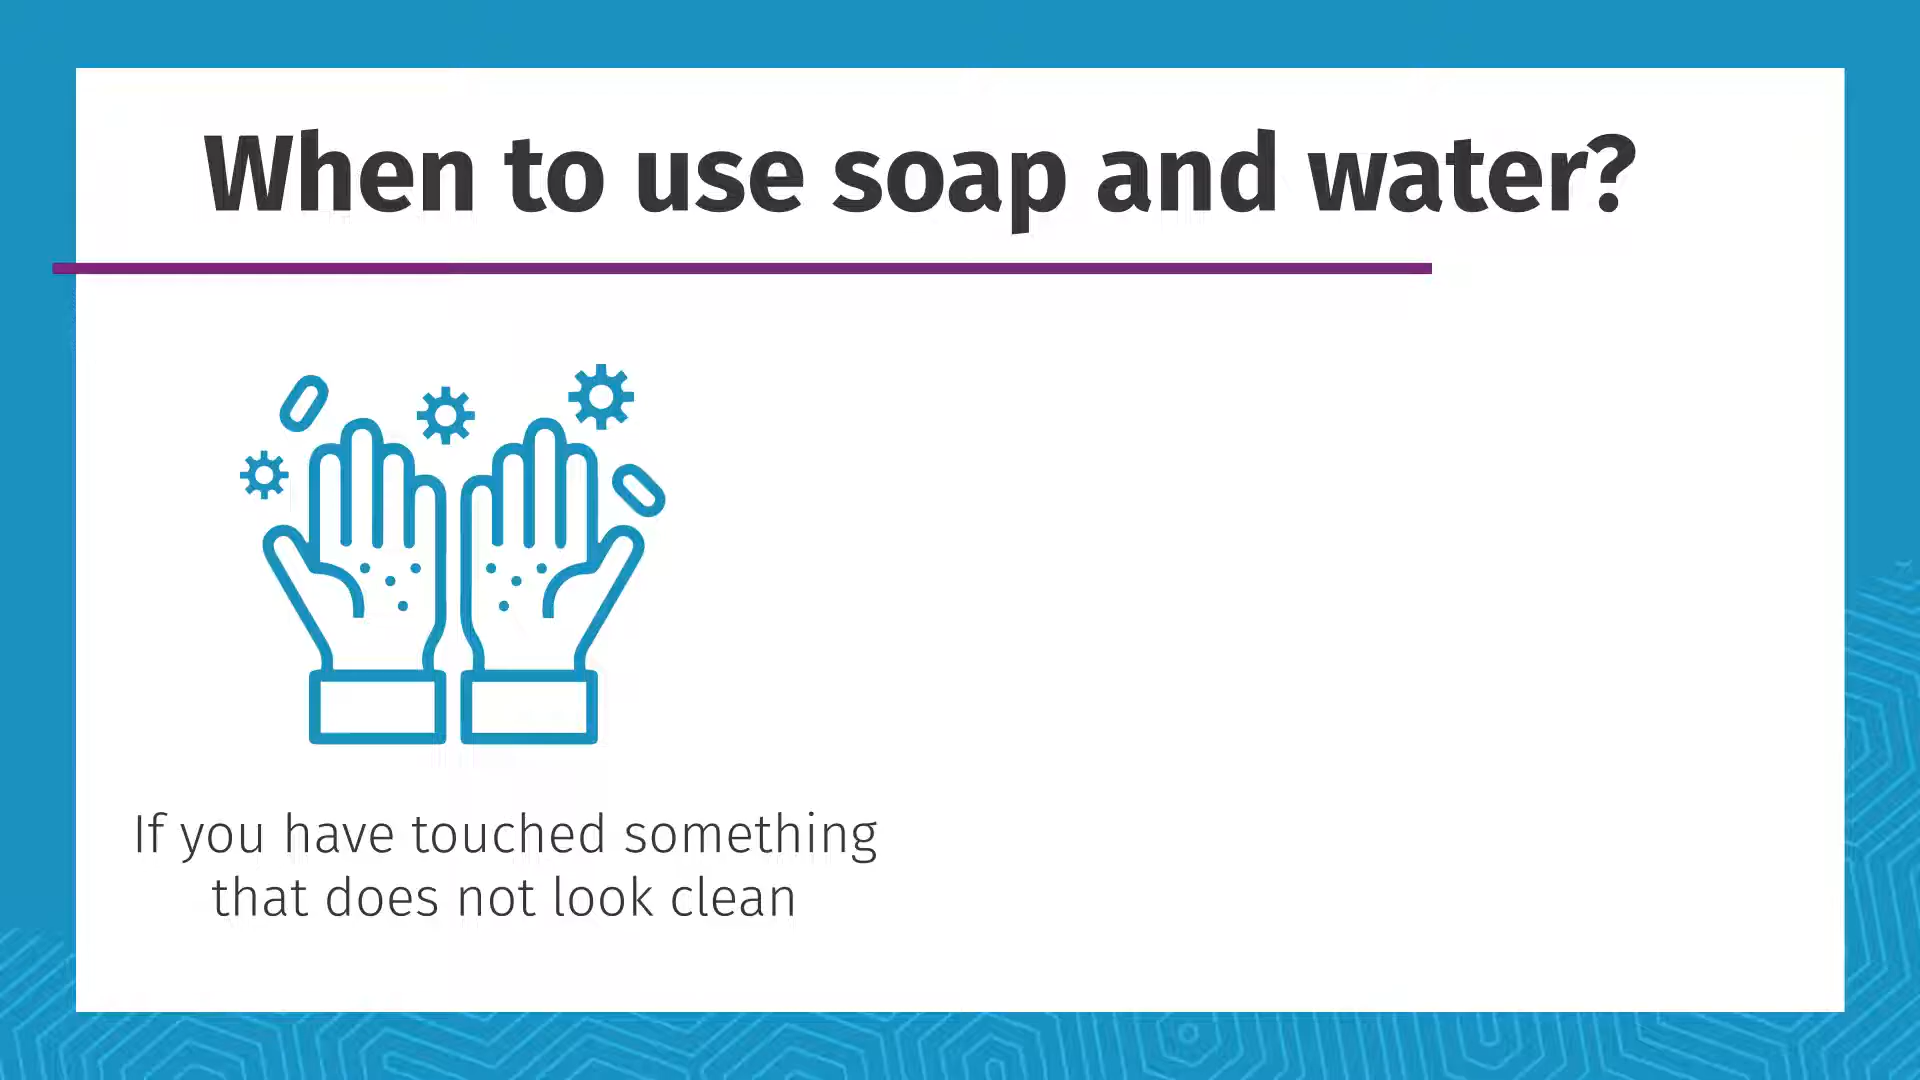 When to use soap and water?
If you have touched something
that does not look clean